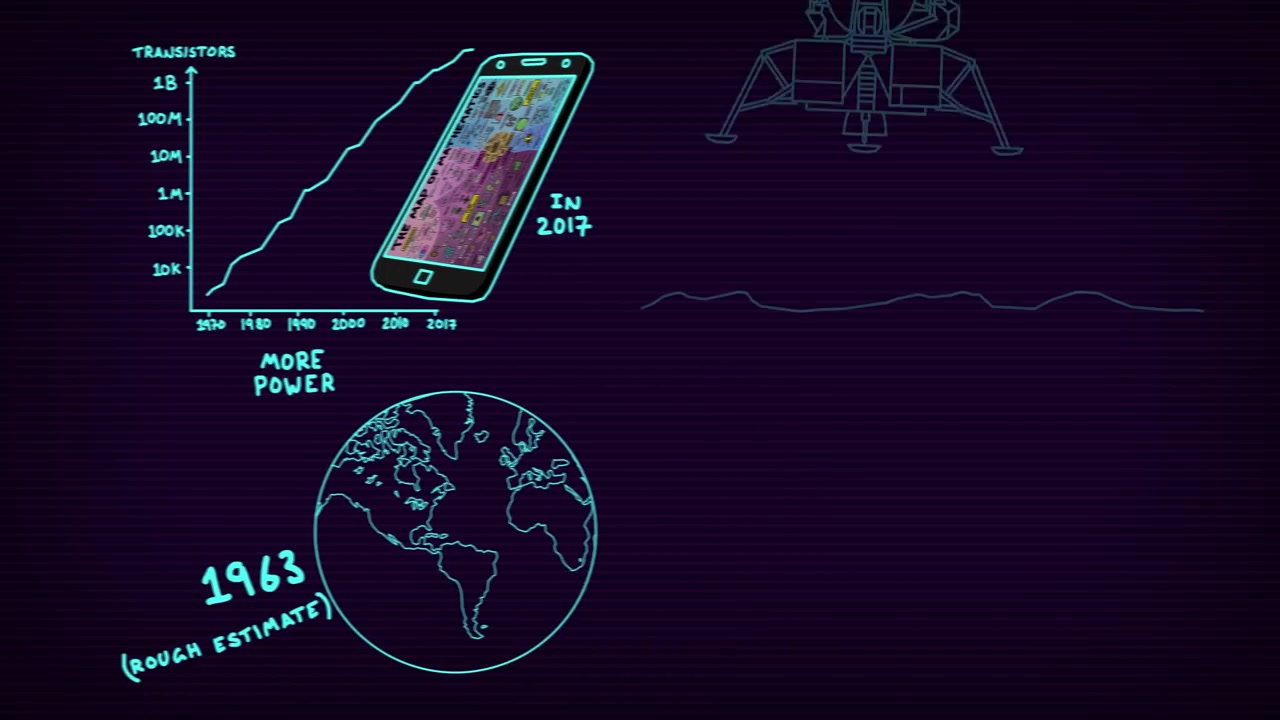 TRANSISTORS
1B
100M
10M
1M
100K
10K
1970 1980 1990 2000 2010 2017
MORE
POWER
THE MAP OF MATHEMATICS
IN
2017
1963
(ROUGH ESTIMATE)